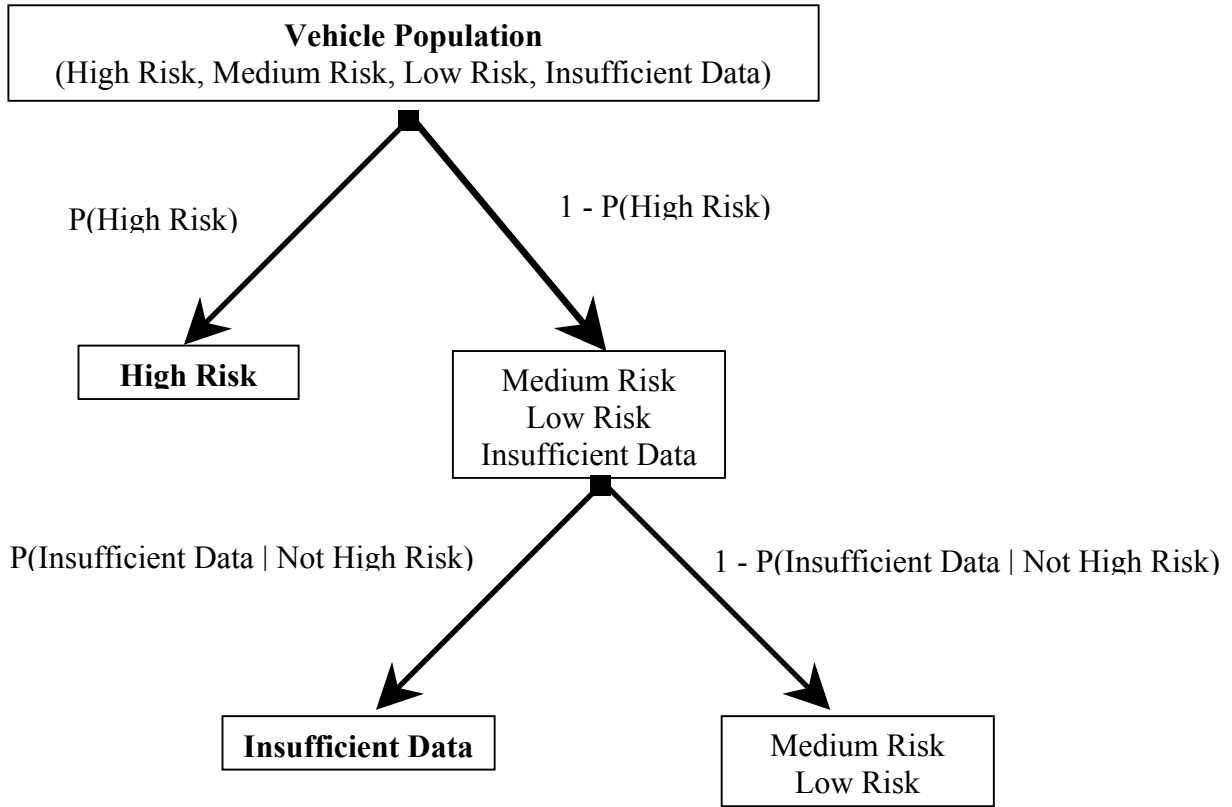 Vehicle Population
(High Risk, Medium Risk, Low Risk, Insufficient Data)
P(High Risk)
1 - P(High Risk)
High Risk
Medium Risk
Low Risk
Insufficient Data
P(Insufficient Data | Not High Risk)
1 - P(Insufficient Data | Not High Risk)
Insufficient Data
Medium Risk
Low Risk